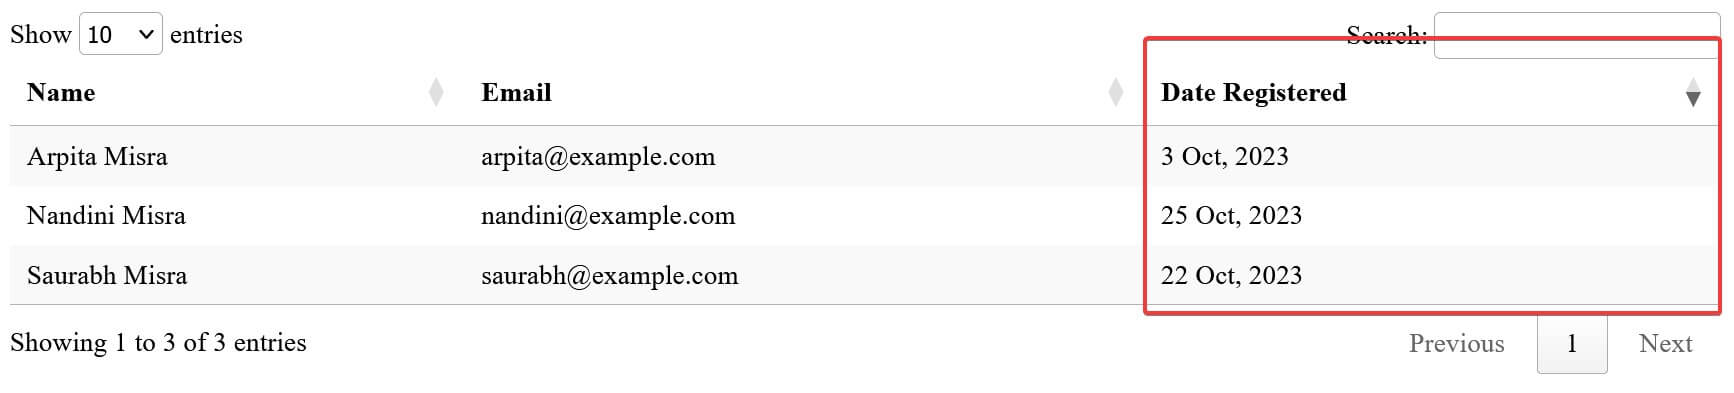 Show 10 entries Search:
Name Email Date Registered
Arpita Misra arpita@example.com 3 Oct, 2023
Nandini Misra nandini@example.com 25 Oct, 2023
Saurabh Misra saurabh@example.com 22 Oct, 2023
Showing 1 to 3 of 3 entries Previous 1 Next